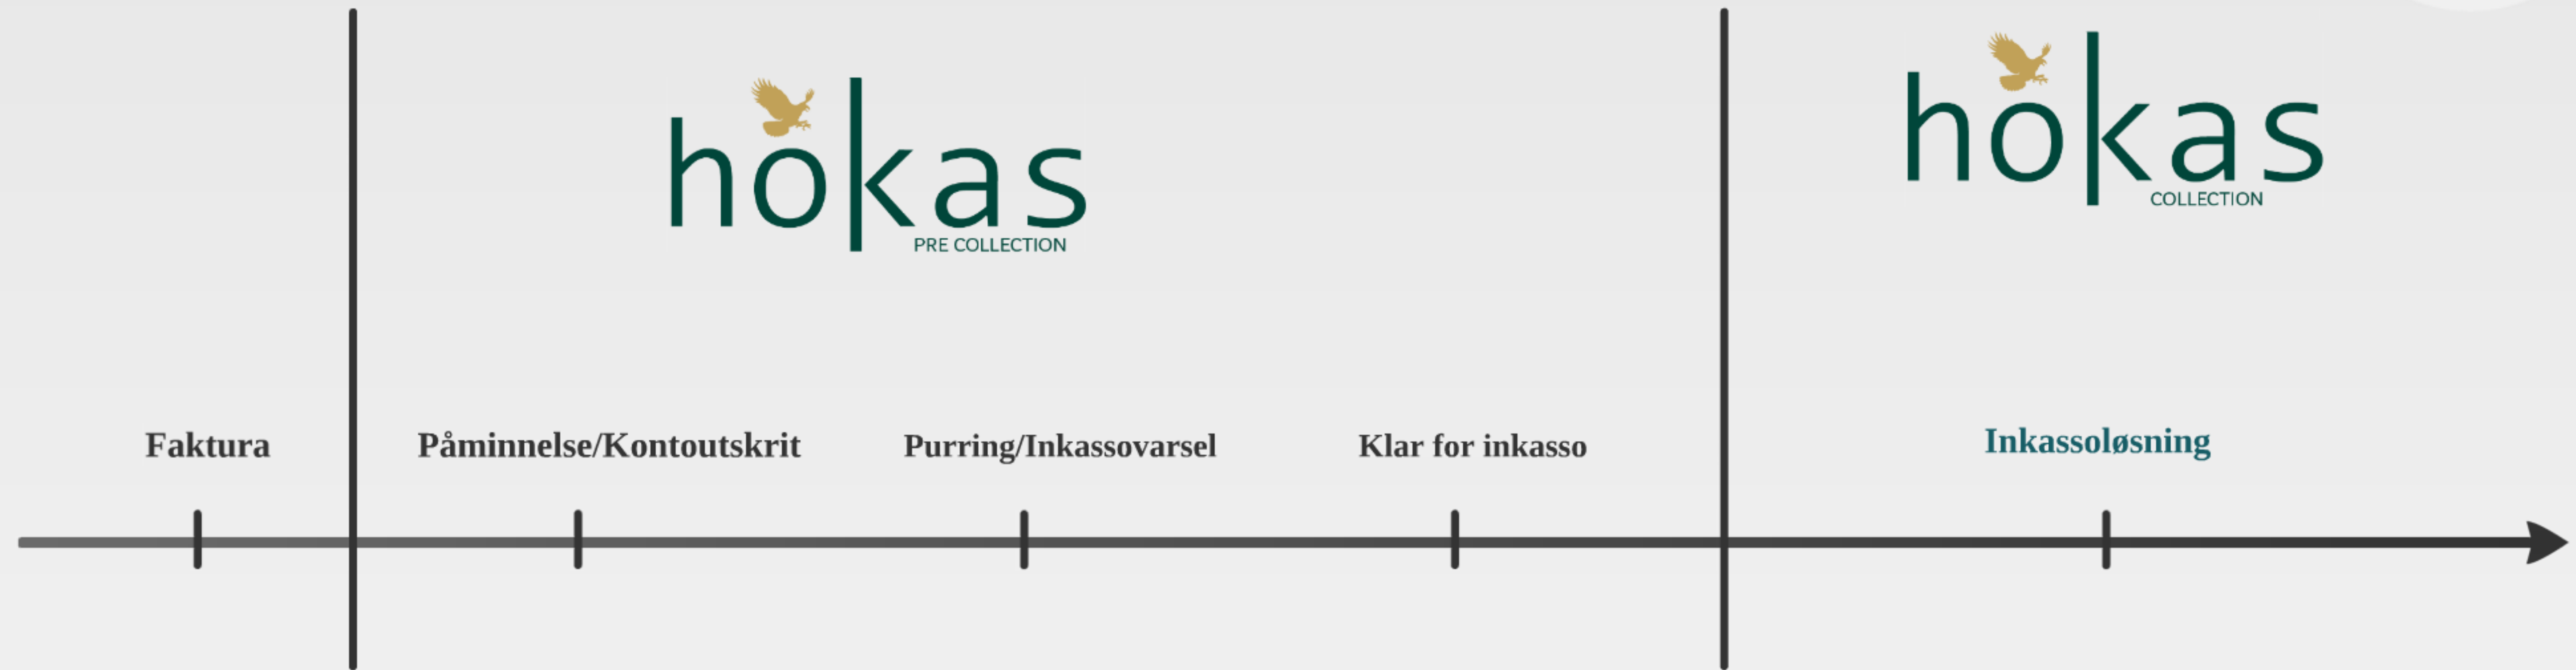 hokas
PRE COLLECTION
hokas
COLLECTION
Faktura
Påminnelse/Kontoutskrit
Purring/Inkassovarsel
Klar for inkasso
Inkassoløsning